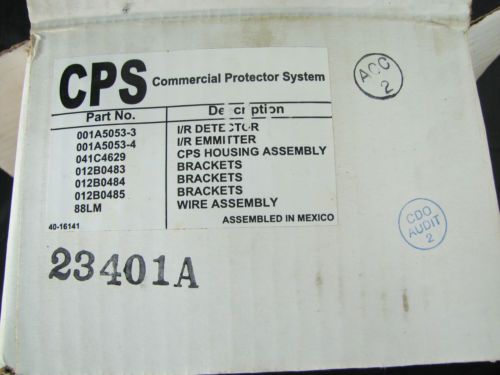 CPS Commercial Protector System
Part No. Description
001A5053-3 I/R DETECTOR
001A5053-4 I/R EMMITTER
041C4629 CPS HOUSING ASSEMBLY
012B0483 BRACKETS
012B0484 BRACKETS
012B0485 BRACKETS
88LM WIRE ASSEMBLY
40-16141 ASSEMBLED IN MEXICO
ACO
2
CDO
AUDIT
2
23401A